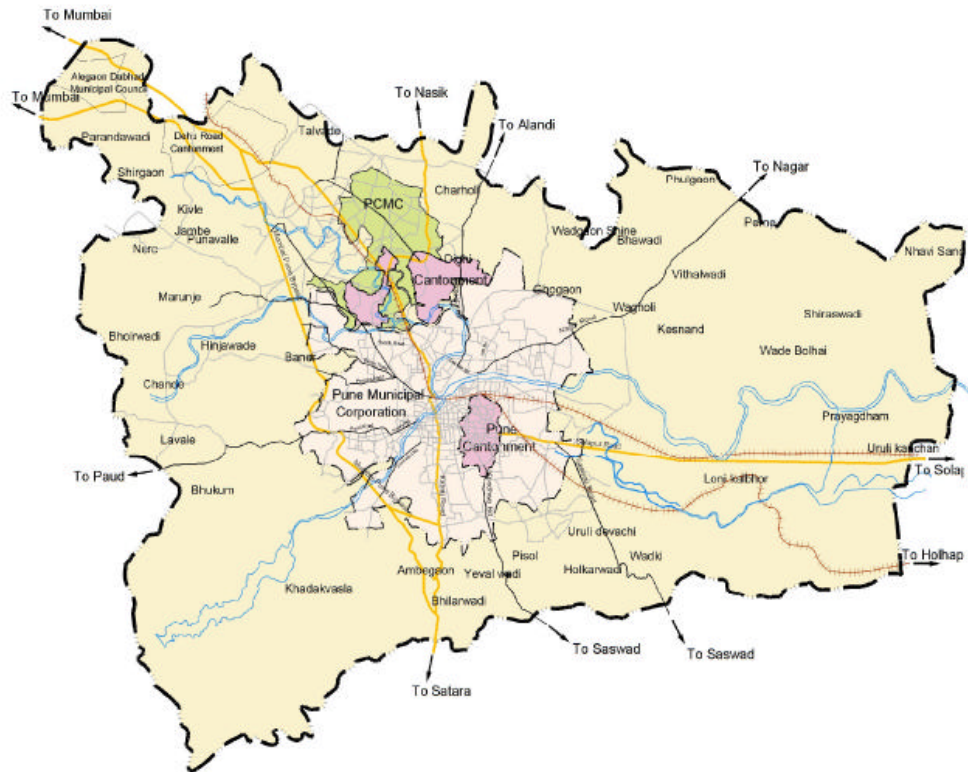 To Mumbai
Alegaon Dabhade
Municipal Council
To Mumbai
To Nasik
Talvade
To Alandi
Parandawadi
Dehu Road
Cantonment
Shirgaon
To Nagar
Phulgaon
PCMC
Charholi
Kivle
Jambe
Punavalle
Perne
Wadgaon Shine
Bhawadi
Nere
Nhavi Sand
Dighi
Cantonment
Vithalwadi
Marunje
Wagholi
Shiraswadi
Bhoirwadi
Kesnand
Hinjawade
Baner
Wade Bolhai
Chande
Pune Municipal
Corporation
Prayagdham
Pune
Cantonment
Lavale
Uruli kanchan
To Paud
Loni kalbhor
To Solap
Bhukum
Uruli devachi
Pisol
Wadki
To Holhap
Ambegaon
Yeval wadi
Holkarwadi
Khadakvasla
Bhilarwadi
To Saswad
To Saswad
To Satara